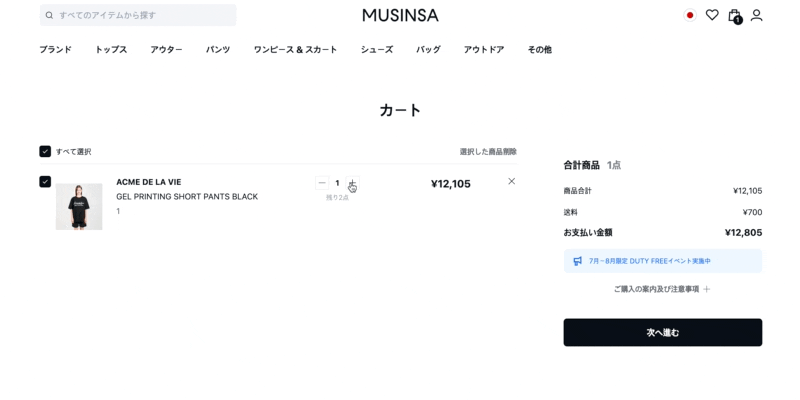 すべてのアイテムから探す
MUSINSA
1
ブランド トップス アウター パンツ ワンピース & スカート シューズ バッグ アウトドア その他
カート
すべて選択
選択した商品削除
ACME DE LA VIE
GEL PRINTING SHORT PANTS BLACK
1
1
残り2点
¥12,105
合計商品 1点
商品合計 ¥12,105
送料 ¥700
お支払い金額 ¥12,805
7月-8月限定 DUTY FREEイベント実施中
ご購入の案内及び注意事項
次へ進む